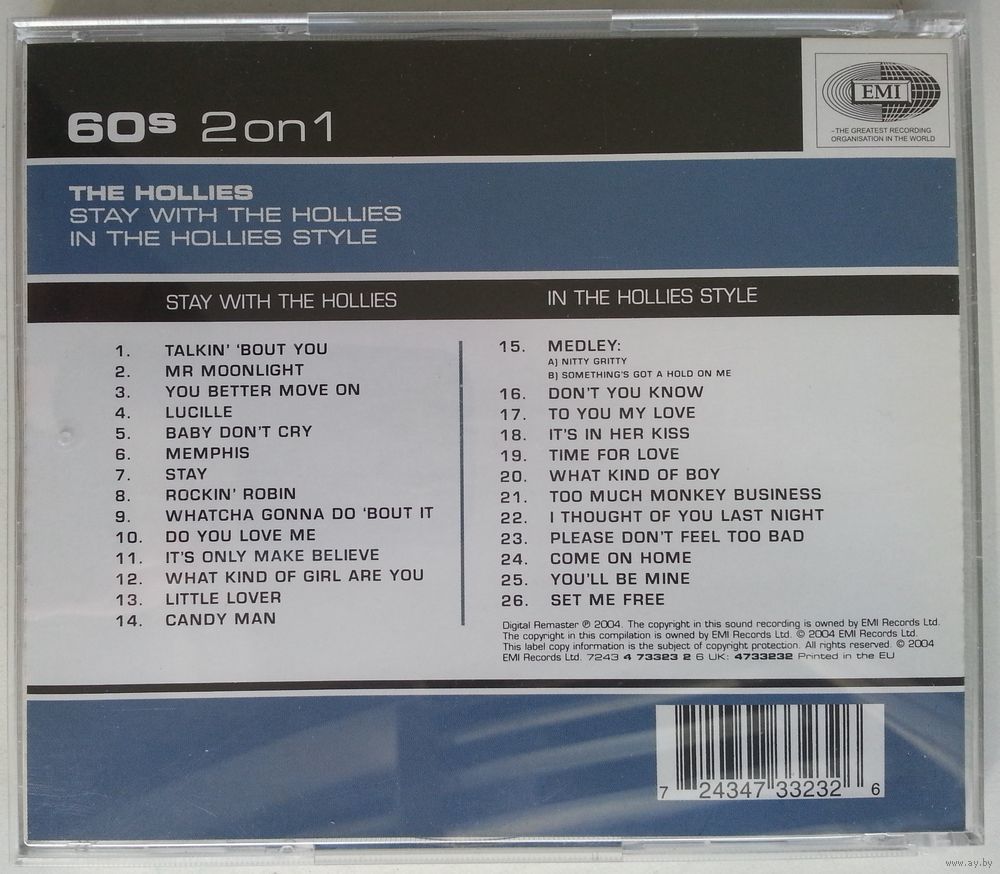 60s 2on1
EMI
–THE GREATEST RECORDING
ORGANISATION IN THE WORLD
THE HOLLIES
STAY WITH THE HOLLIES
IN THE HOLLIES STYLE
STAY WITH THE HOLLIES
1. TALKIN' 'BOUT YOU
2. MR MOONLIGHT
3. YOU BETTER MOVE ON
4. LUCILLE
5. BABY DON'T CRY
6. MEMPHIS
7. STAY
8. ROCKIN' ROBIN
9. WHATCHA GONNA DO 'BOUT IT
10. DO YOU LOVE ME
11. IT'S ONLY MAKE BELIEVE
12. WHAT KIND OF GIRL ARE YOU
13. LITTLE LOVER
14. CANDY MAN
IN THE HOLLIES STYLE
15. MEDLEY:
A) NITTY GRITTY
B) SOMETHING'S GOT A HOLD ON ME
16. DON'T YOU KNOW
17. TO YOU MY LOVE
18. IT'S IN HER KISS
19. TIME FOR LOVE
20. WHAT KIND OF BOY
21. TOO MUCH MONKEY BUSINESS
22. I THOUGHT OF YOU LAST NIGHT
23. PLEASE DON'T FEEL TOO BAD
24. COME ON HOME
25. YOU'LL BE MINE
26. SET ME FREE
Digital Remaster ℗ 2004. The copyright in this sound recording is owned by EMI Records Ltd.
The copyright in this compilation is owned by EMI Records Ltd. © 2004 EMI Records Ltd.
This label copy information is the subject of copyright protection. All rights reserved. © 2004
EMI Records Ltd. 7243 4 73323 2 6 UK: 4733232 Printed in the EU
7 24347 33232 6
www.ay.by